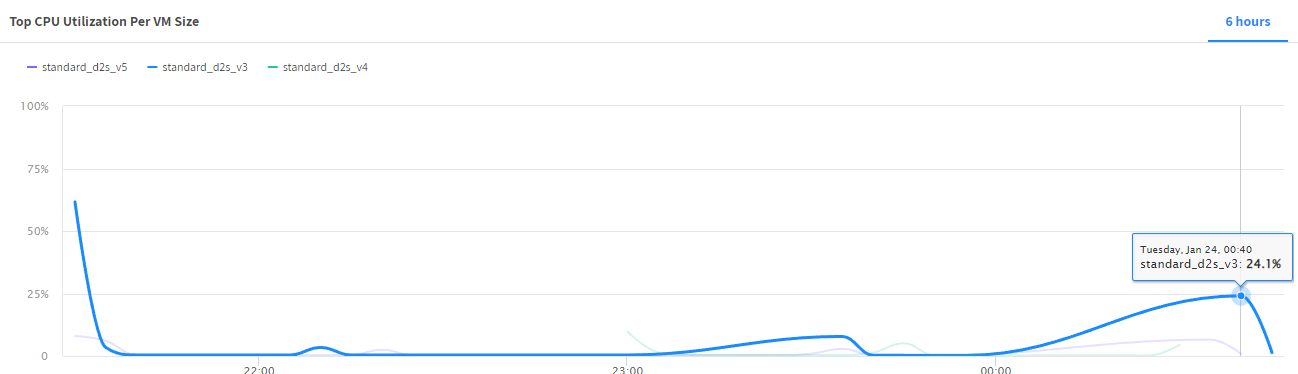 Top CPU Utilization Per VM Size
6 hours
standard_d2s_v5 standard_d2s_v3 standard_d2s_v4
100%
75%
50%
Tuesday, Jan 24, 00:40
standard_d2s_v3: 24.1%
25%
0
22:00 23:00 00:00